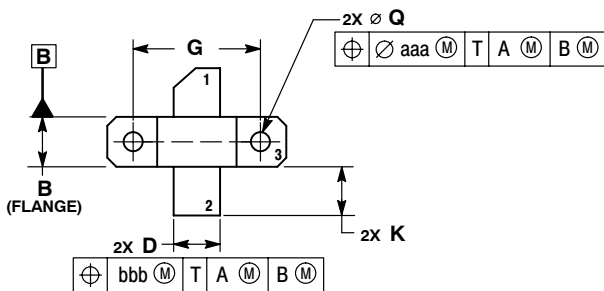 2X ⌀ Q
G
⌖ ⌀ aaa Ⓜ T A Ⓜ B Ⓜ
B
1
3
B
(FLANGE)
2
2X K
2X D
⌖ bbb Ⓜ T A Ⓜ B Ⓜ